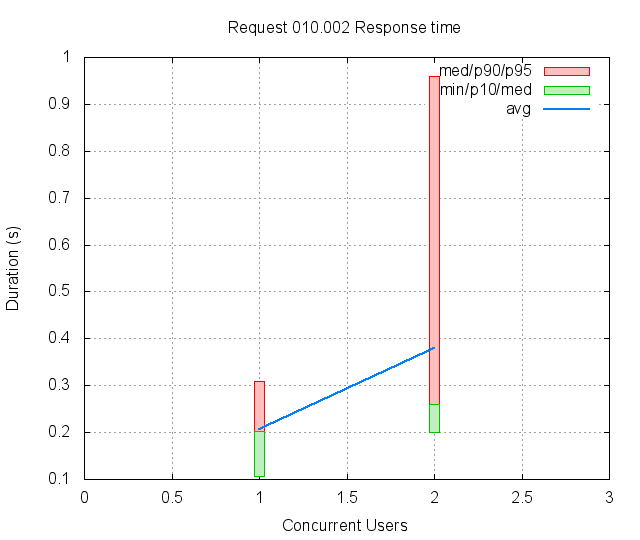 Request 010.002 Response time
med/p90/p95
min/p10/med
avg
1
0.9
0.8
0.7
0.6
0.5
0.4
0.3
0.2
0.1
Duration (s)
0 0.5 1 1.5 2 2.5 3
Concurrent Users